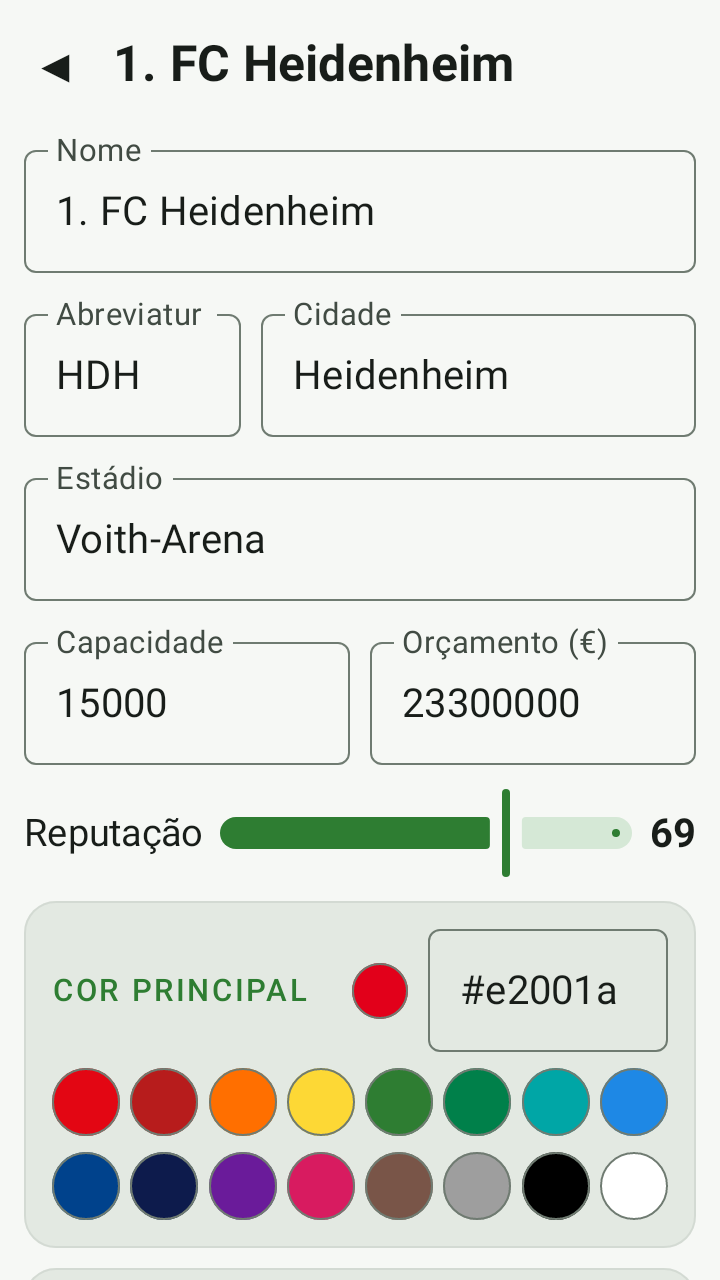 ◀ 1. FC Heidenheim
Nome
1. FC Heidenheim
Abreviatur Cidade
HDH Heidenheim
Estádio
Voith-Arena
Capacidade Orçamento (€)
15000 23300000
Reputação 69
COR PRINCIPAL #e2001a